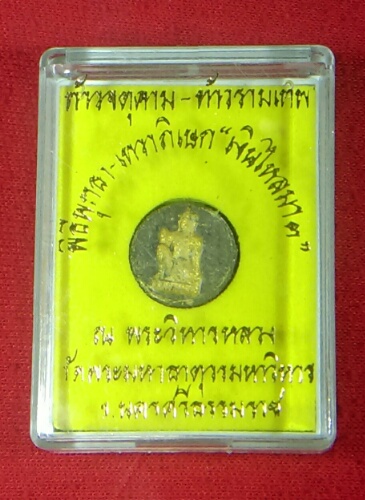 ท้าวจตุคาม-ท้าวรามเทพ
พิธีพุทธา-เทวาภิเษก "เงินไหลมา ๓"
ณ พระวิหารหลวง
วัดพระมหาธาตุวรมหาวิหาร
จ.นครศรีธรรมราช